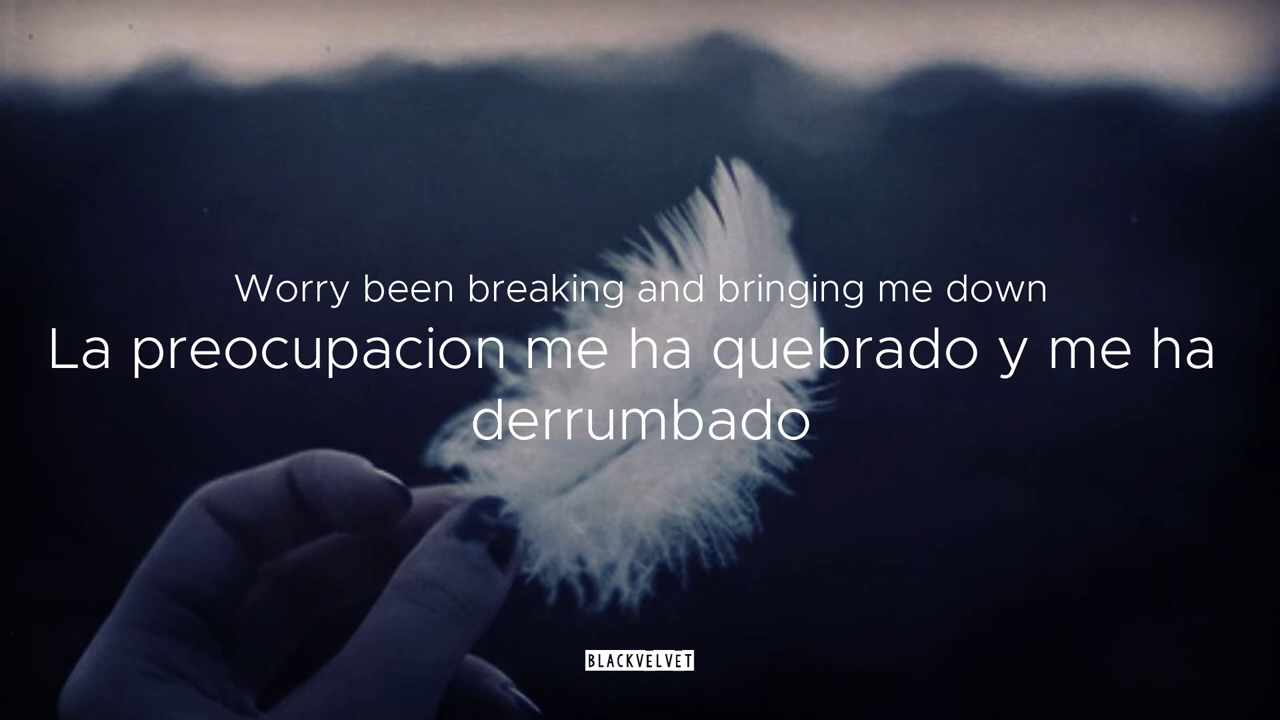 Worry been breaking and bringing me down
La preocupacion me ha quebrado y me ha
derrumbado
BLACKVELVET